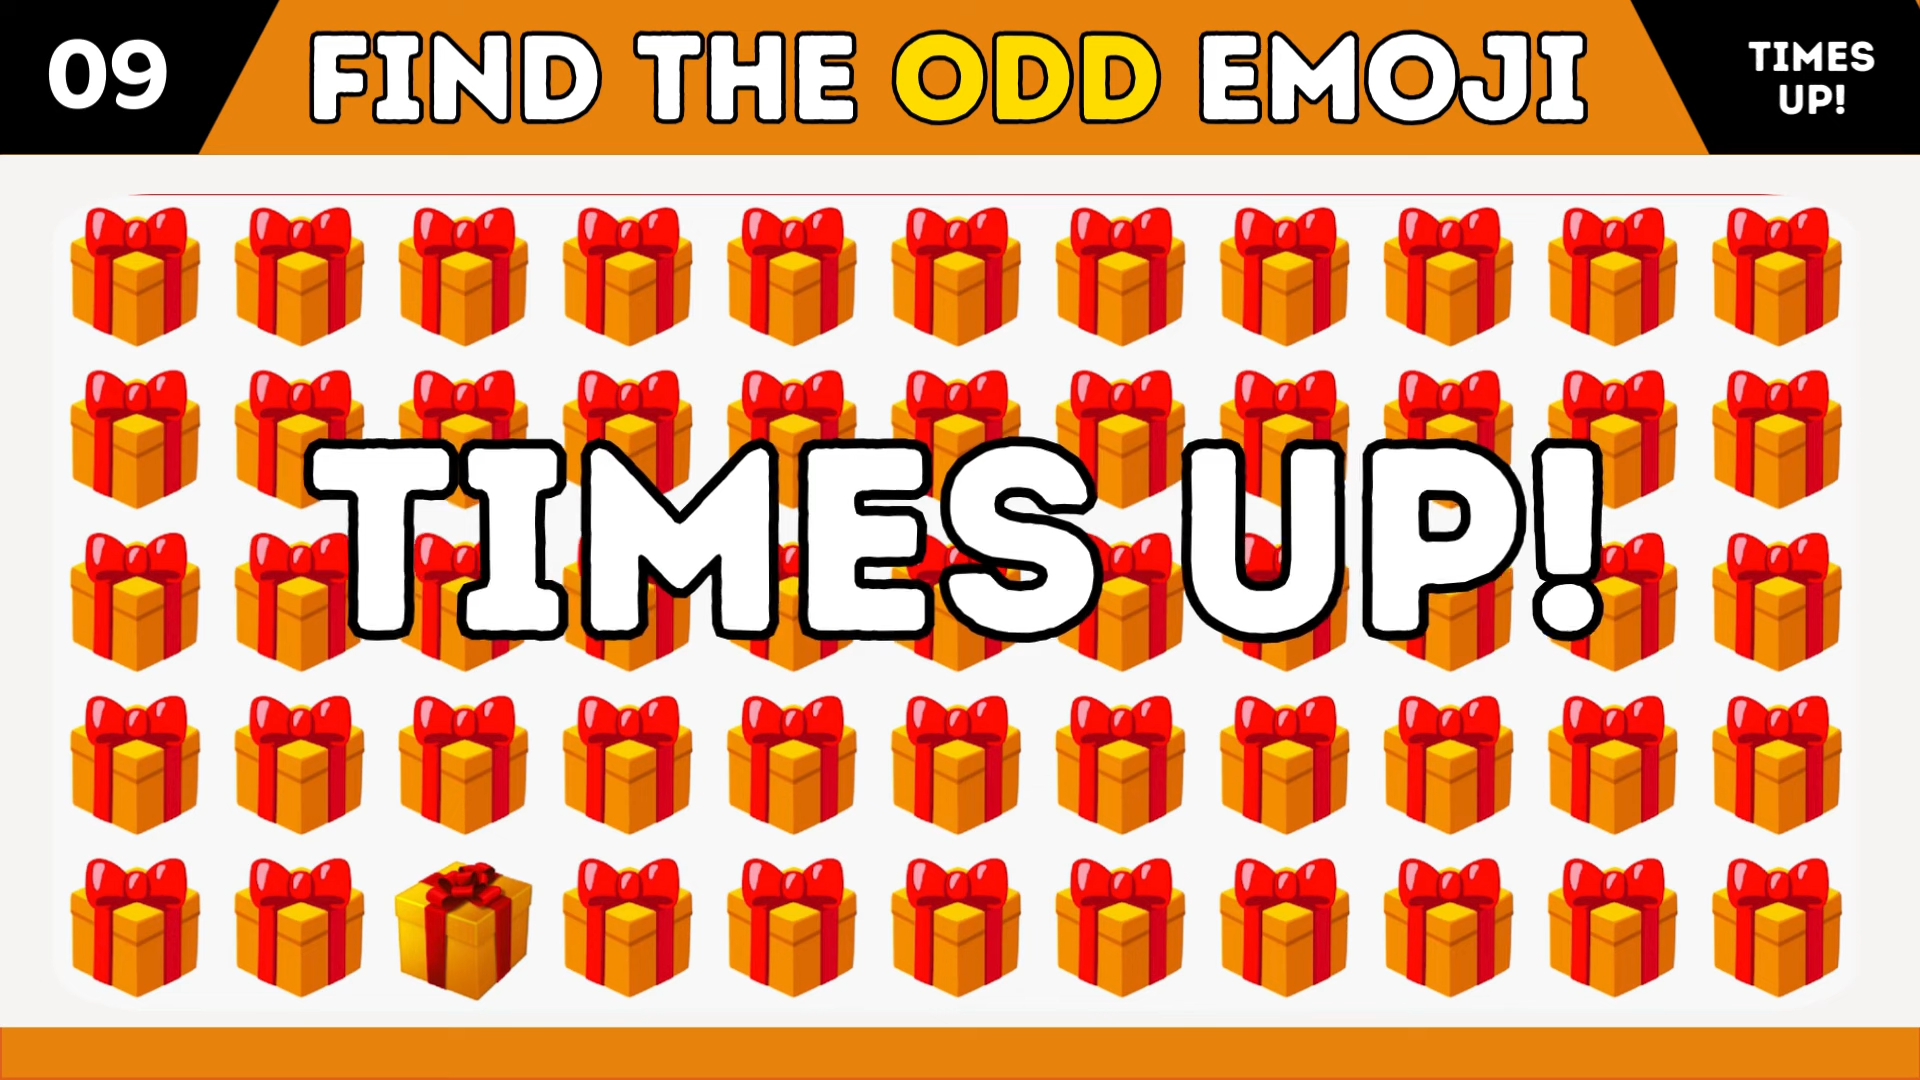 09
FIND THE ODD EMOJI
TIMES
UP!
TIMES UP!